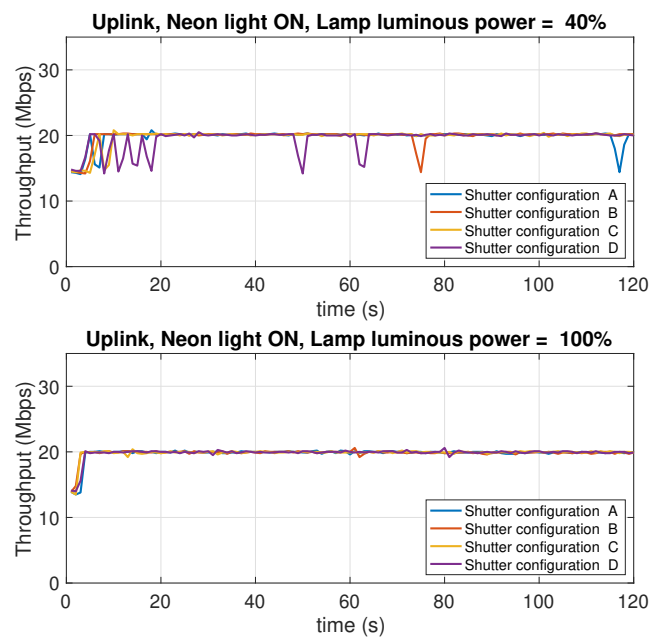 Uplink, Neon light ON, Lamp luminous power =  40%
Throughput (Mbps)
30
20
10
0
Shutter configuration  A
Shutter configuration  B
Shutter configuration  C
Shutter configuration  D
0 20 40 60 80 100 120
time (s)
Uplink, Neon light ON, Lamp luminous power =  100%
Throughput (Mbps)
30
20
10
0
Shutter configuration  A
Shutter configuration  B
Shutter configuration  C
Shutter configuration  D
0 20 40 60 80 100 120
time (s)